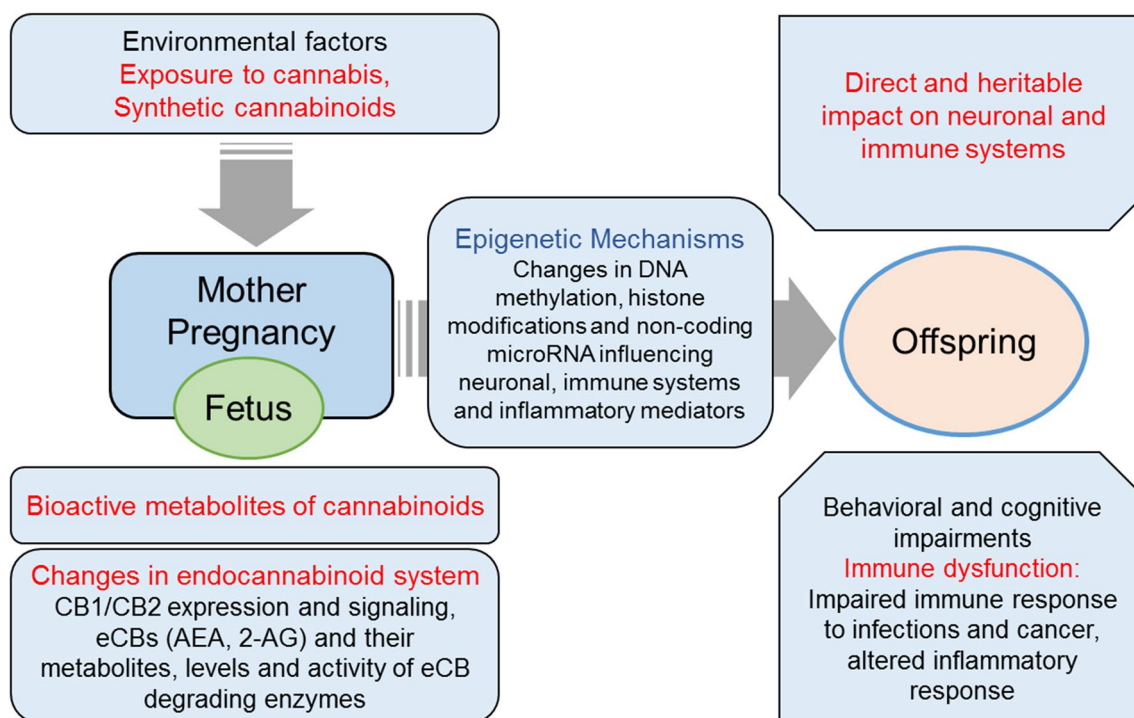 Environmental factors
Exposure to cannabis,
Synthetic cannabinoids
Mother
Pregnancy
Fetus
Bioactive metabolites of cannabinoids
Changes in endocannabinoid system
CB1/CB2 expression and signaling,
eCBs (AEA, 2-AG) and their
metabolites, levels and activity of eCB
degrading enzymes
Epigenetic Mechanisms
Changes in DNA
methylation, histone
modifications and non-coding
microRNA influencing
neuronal, immune systems
and inflammatory mediators
Direct and heritable
impact on neuronal and
immune systems
Offspring
Behavioral and cognitive
impairments
Immune dysfunction:
Impaired immune response
to infections and cancer,
altered inflammatory
response